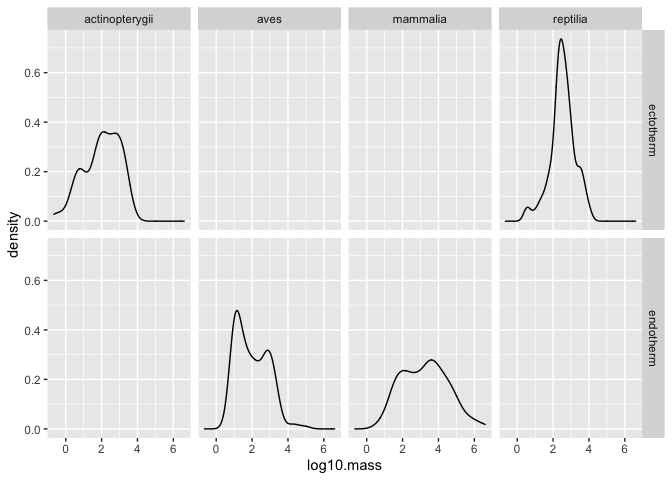 actinopterygii aves mammalia reptilia
0.6
0.4
0.2
0.0
ectotherm
density
0.6
0.4
0.2
0.0
endotherm
0 2 4 6 0 2 4 6 0 2 4 6 0 2 4 6
log10.mass